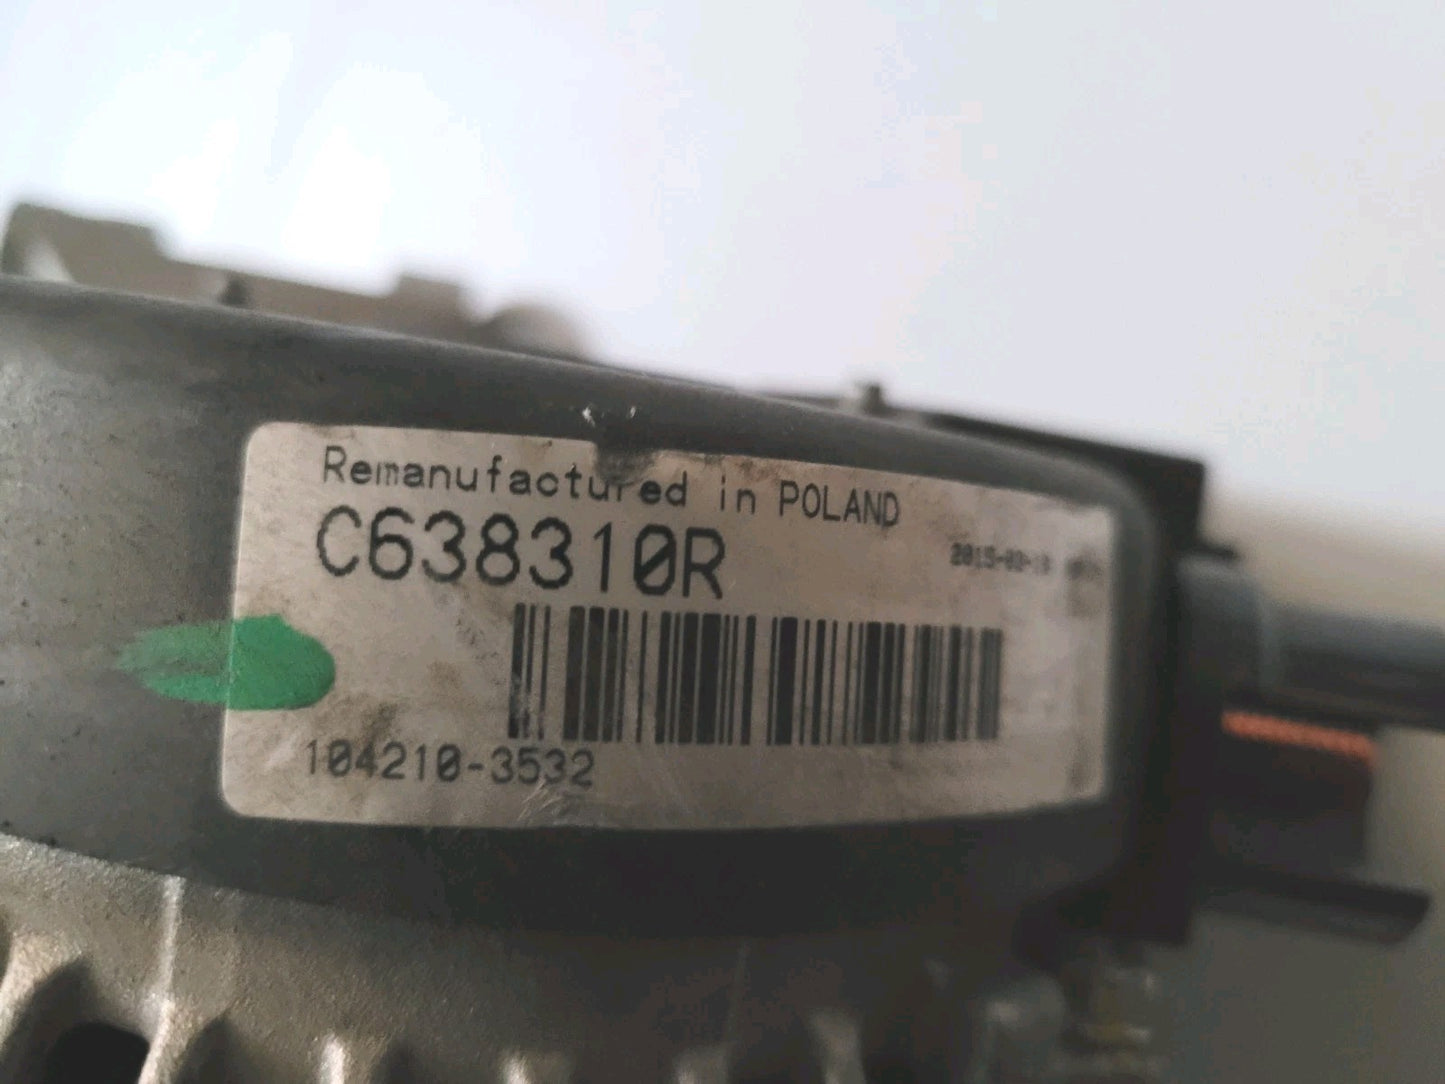 Remanufactured in POLAND
C638310R
104210-3532